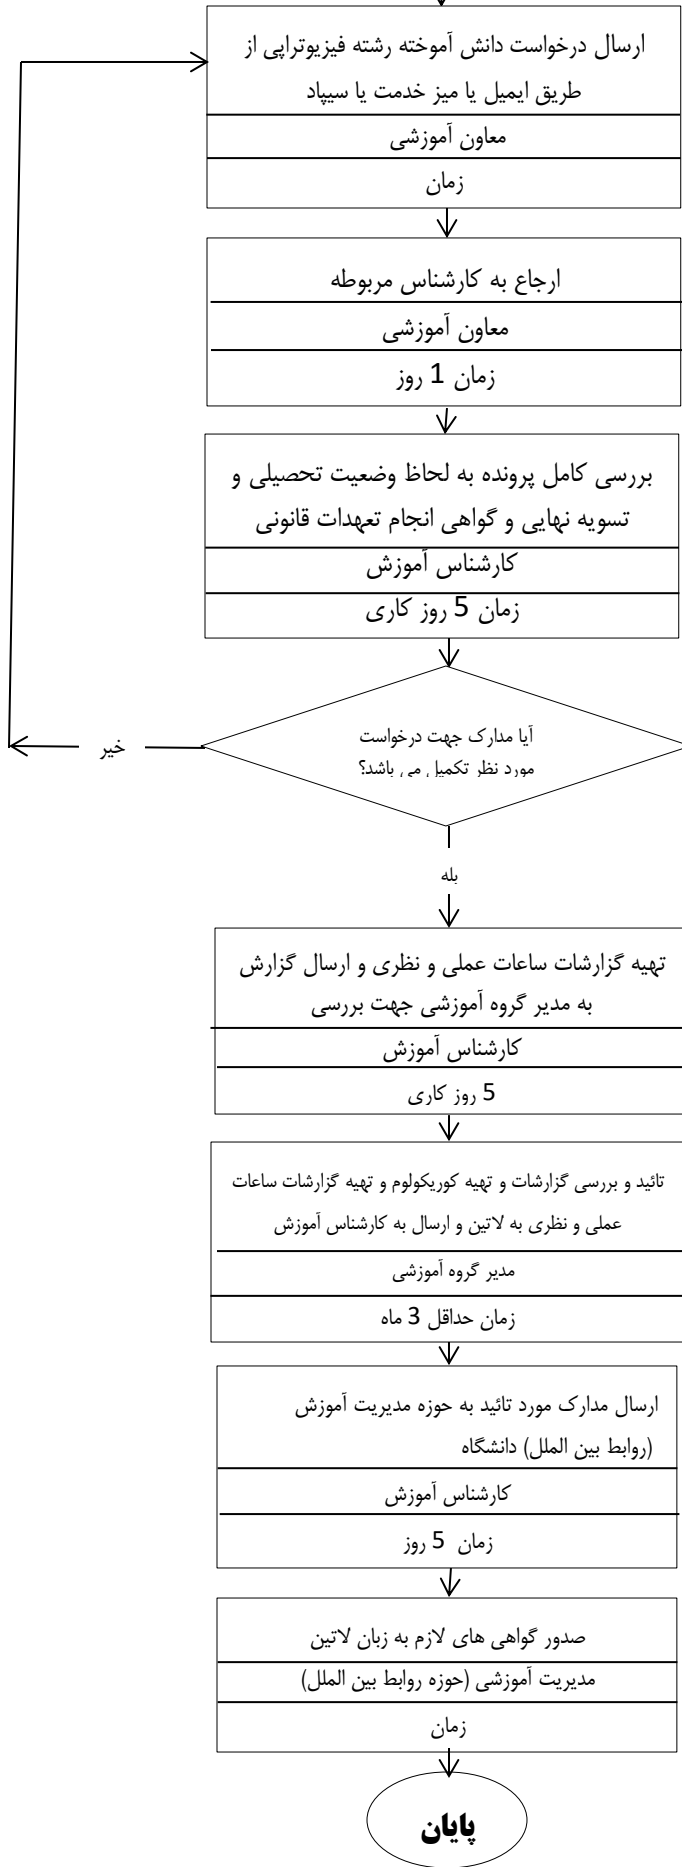 ارسال درخواست دانش آموخته رشته فیزیوتراپی از
طریق ایمیل یا میز خدمت یا سیپاد
معاون آموزشی
زمان
ارجاع به کارشناس مربوطه
معاون آموزشی
زمان 1 روز
بررسی کامل پرونده به لحاظ وضعیت تحصیلی و
تسویه نهایی و گواهی انجام تعهدات قانونی
کارشناس آموزش
زمان 5 روز کاری
آیا مدارک جهت درخواست
مورد نظر تکمیل می باشد؟
خیر
بله
تهیه گزارشات ساعات عملی و نظری و ارسال گزارش
به مدیر گروه آموزشی جهت بررسی
کارشناس آموزش
5 روز کاری
تائید و بررسی گزارشات و تهیه کوریکولوم و تهیه گزارشات ساعات
عملی و نظری به لاتین و ارسال به کارشناس آموزش
مدیر گروه آموزشی
زمان حداقل 3 ماه
ارسال مدارک مورد تائید به حوزه مدیریت آموزش
(روابط بین الملل) دانشگاه
کارشناس آموزش
زمان 5 روز
صدور گواهی های لازم به زبان لاتین
مدیریت آموزشی (حوزه روابط بین الملل)
زمان
پایان